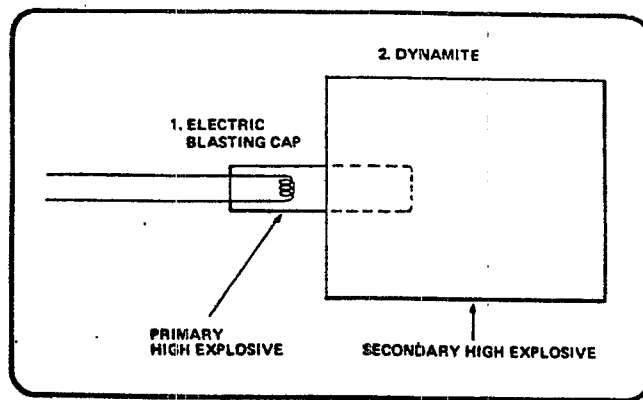 2. DYNAMITE
1. ELECTRIC
BLASTING CAP
PRIMARY
HIGH EXPLOSIVE
SECONDARY HIGH EXPLOSIVE